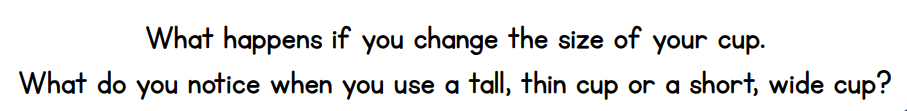 What happens if you change the size of your cup.
What do you notice when you use a tall, thin cup or a short, wide cup?